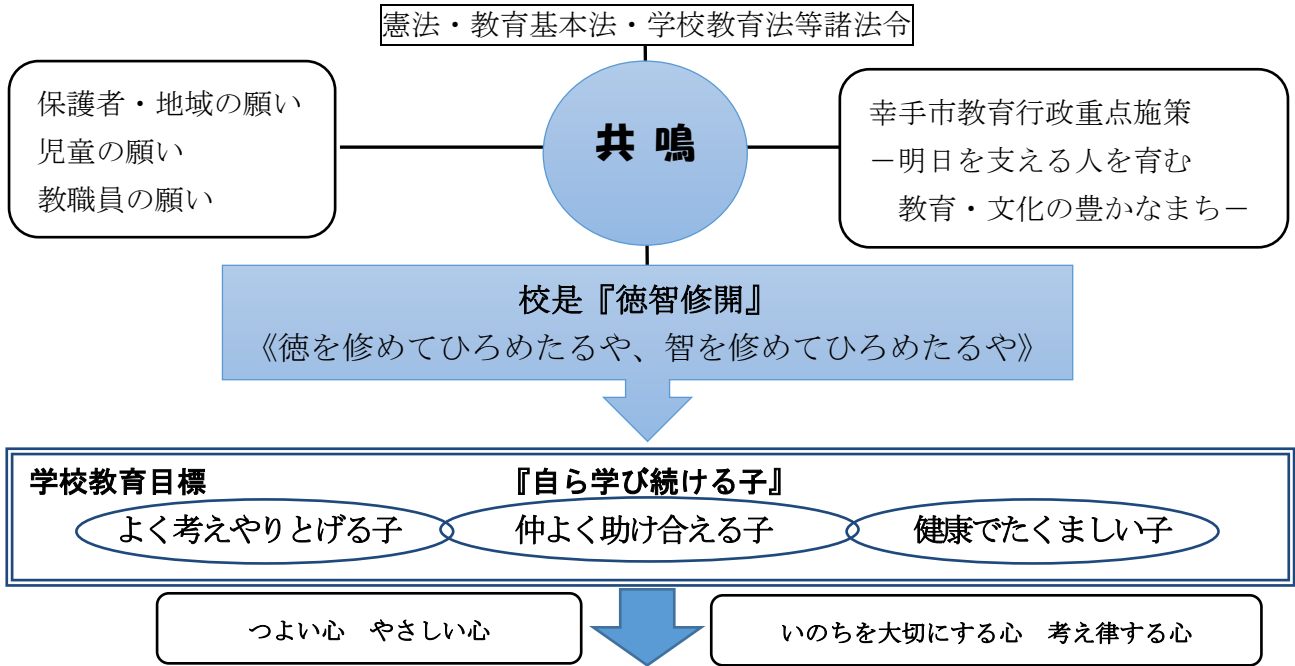 憲法・教育基本法・学校教育法等諸法令
保護者・地域の願い
児童の願い
教職員の願い
共 鳴
幸手市教育行政重点施策
－明日を支える人を育む
教育・文化の豊かなまち－
校是『徳智修開』
《徳を修めてひろめたるや、智を修めてひろめたるや》
学校教育目標 『自ら学び続ける子』
よく考えやりとげる子 仲よく助け合える子 健康でたくましい子
つよい心 やさしい心
いのちを大切にする心 考え律する心